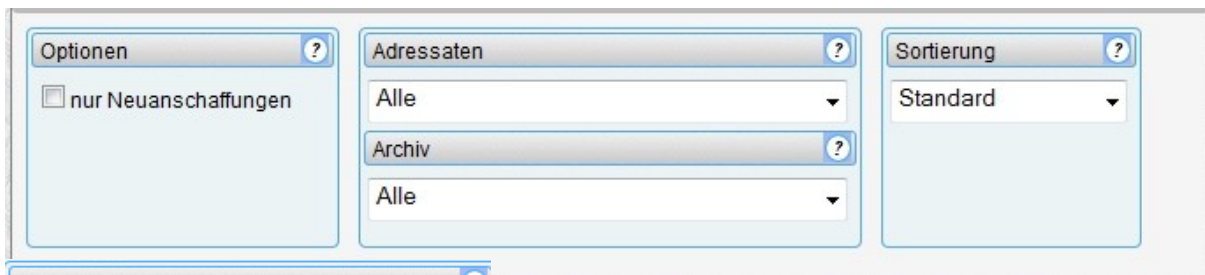 Optionen ?
nur Neuanschaffungen
Adressaten ?
Alle
Archiv ?
Alle
Sortierung ?
Standard